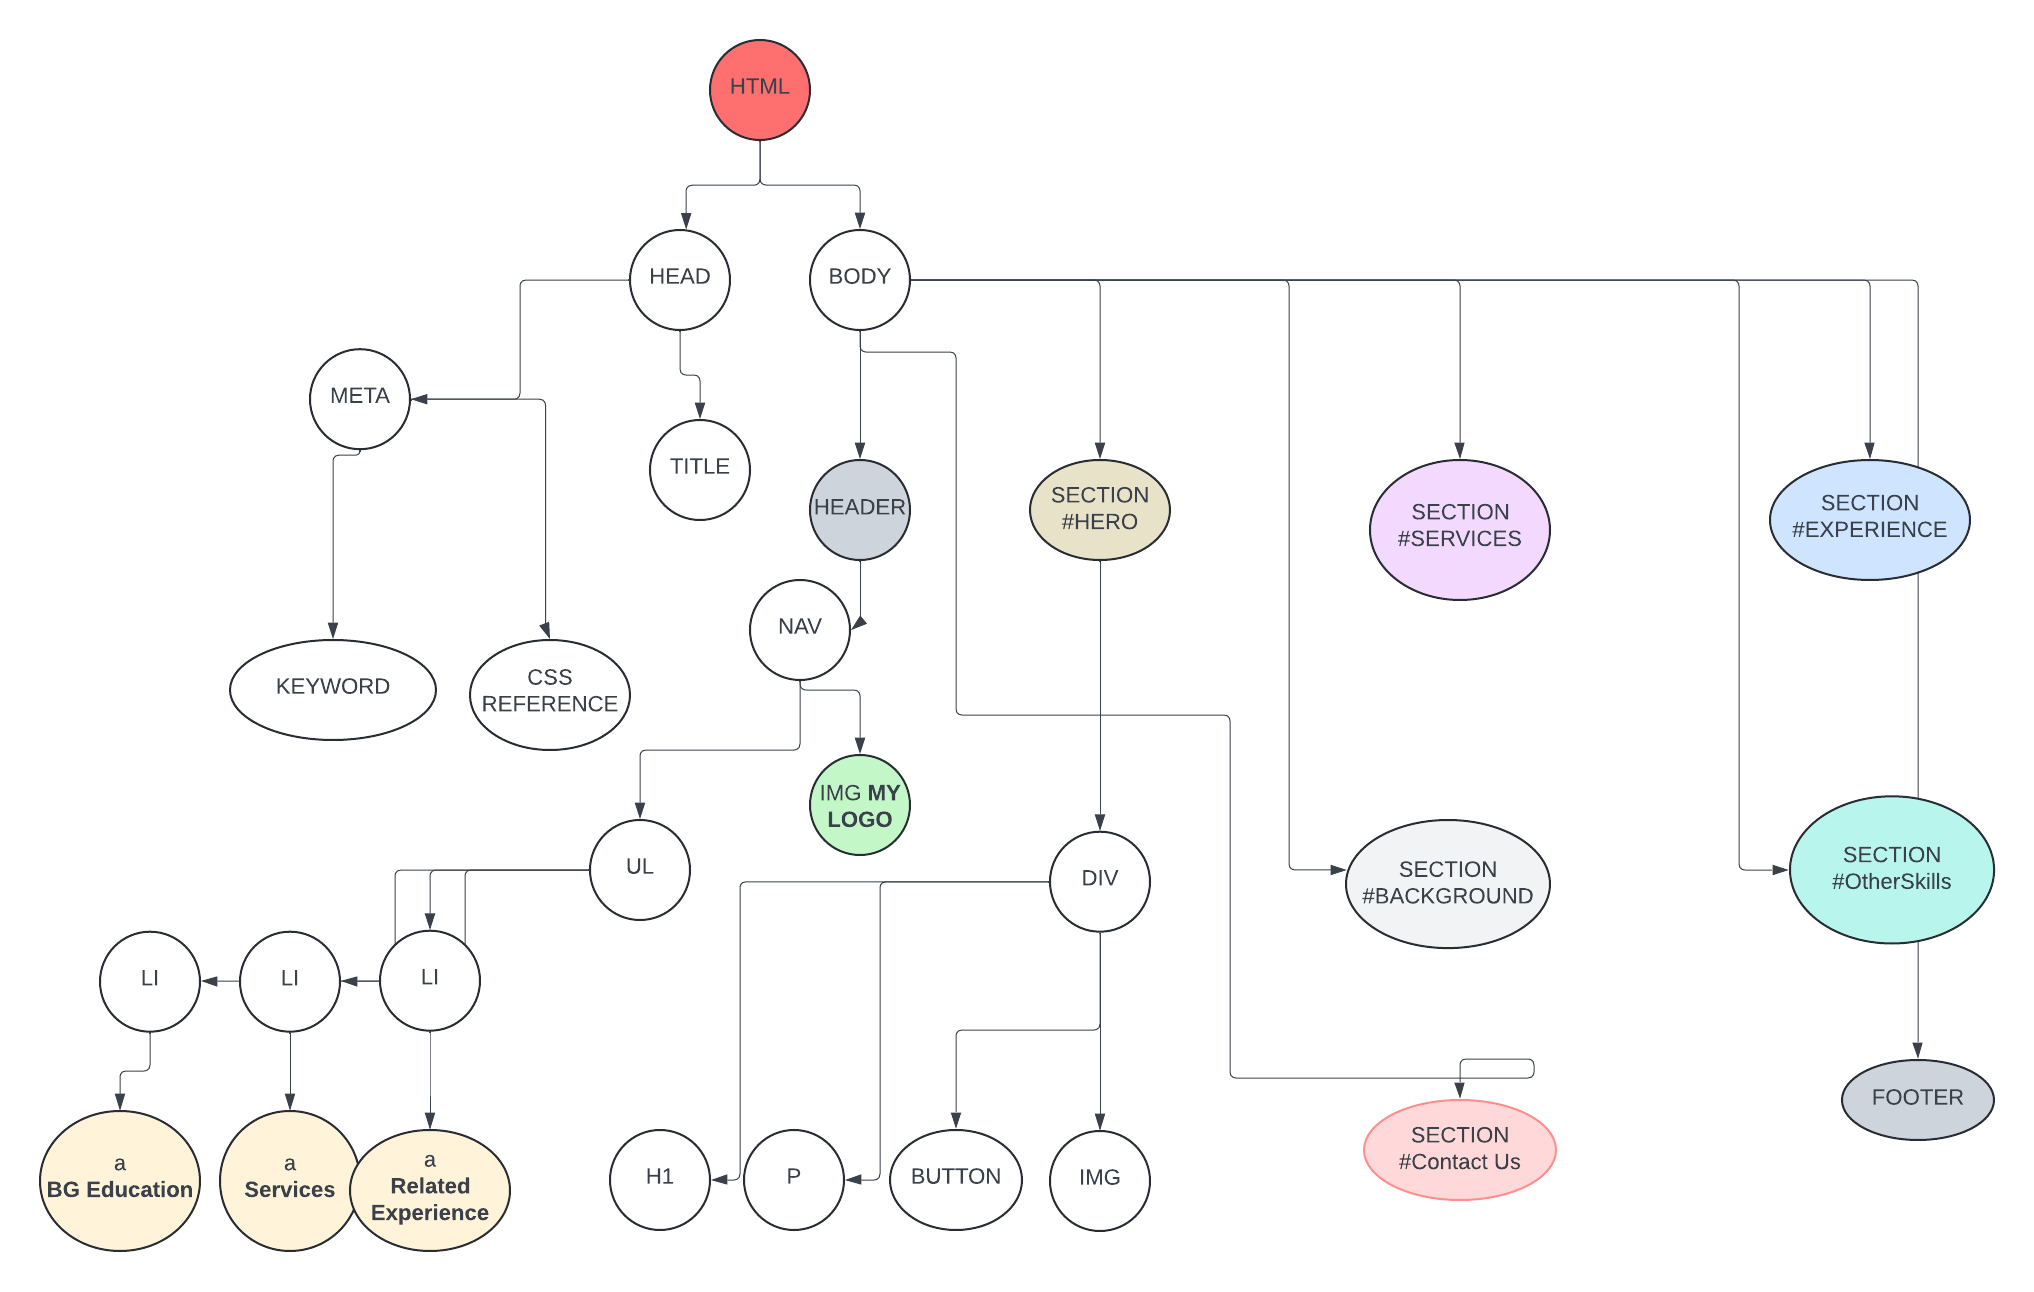 HTML
HEAD
BODY
META
TITLE
HEADER
SECTION
#HERO
SECTION
#SERVICES
SECTION
#EXPERIENCE
NAV
KEYWORD
CSS
REFERENCE
IMG MY
LOGO
UL
DIV
SECTION
#BACKGROUND
SECTION
#OtherSkills
LI
LI
LI
FOOTER
a
BG Education
a
Services
a
Related
Experience
H1
P
BUTTON
IMG
SECTION
#Contact Us